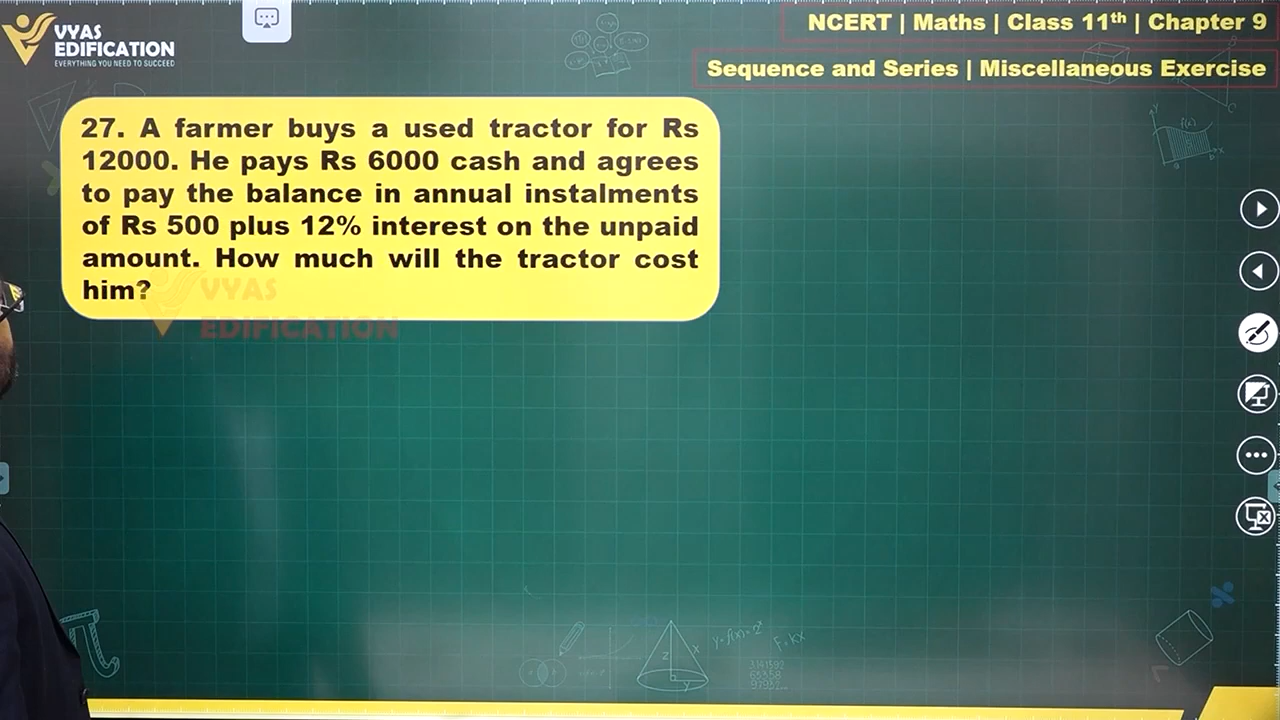 VYAS
EDIFICATION
EVERYTHING YOU NEED TO SUCCEED
NCERT | Maths | Class 11th | Chapter 9
Sequence and Series | Miscellaneous Exercise
27. A farmer buys a used tractor for Rs
12000. He pays Rs 6000 cash and agrees
to pay the balance in annual instalments
of Rs 500 plus 12% interest on the unpaid
amount. How much will the tractor cost
him?
VYAS
EDIFICATION